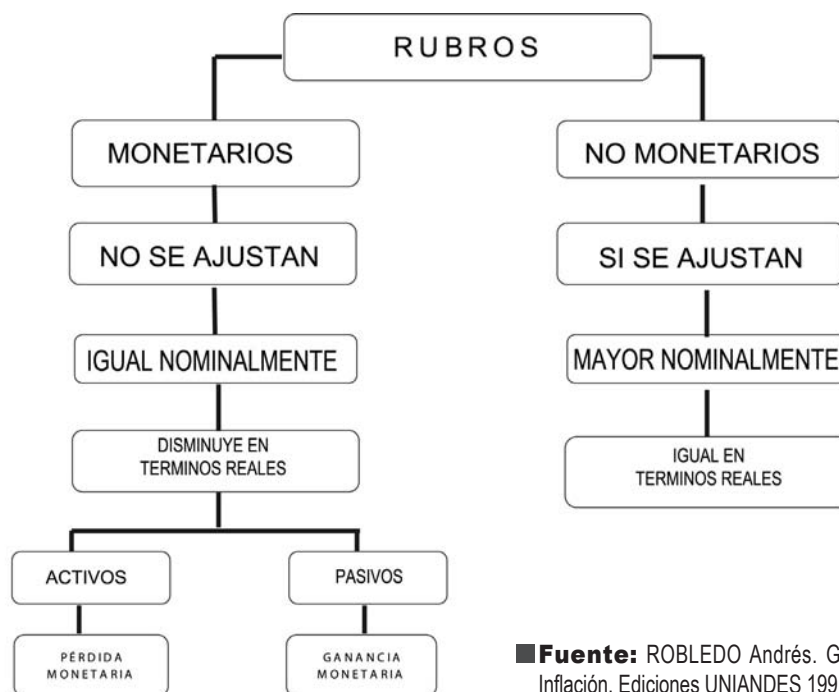 RUBROS
MONETARIOS
NO SE AJUSTAN
IGUAL NOMINALMENTE
DISMINUYE EN
TERMINOS REALES
ACTIVOS
PÉRDIDA
MONETARIA
PASIVOS
GANANCIA
MONETARIA
NO MONETARIOS
SI SE AJUSTAN
MAYOR NOMINALMENTE
IGUAL EN
TERMINOS REALES
Fuente: ROBLEDO Andrés. G
Inflación. Ediciones UNIANDES 199